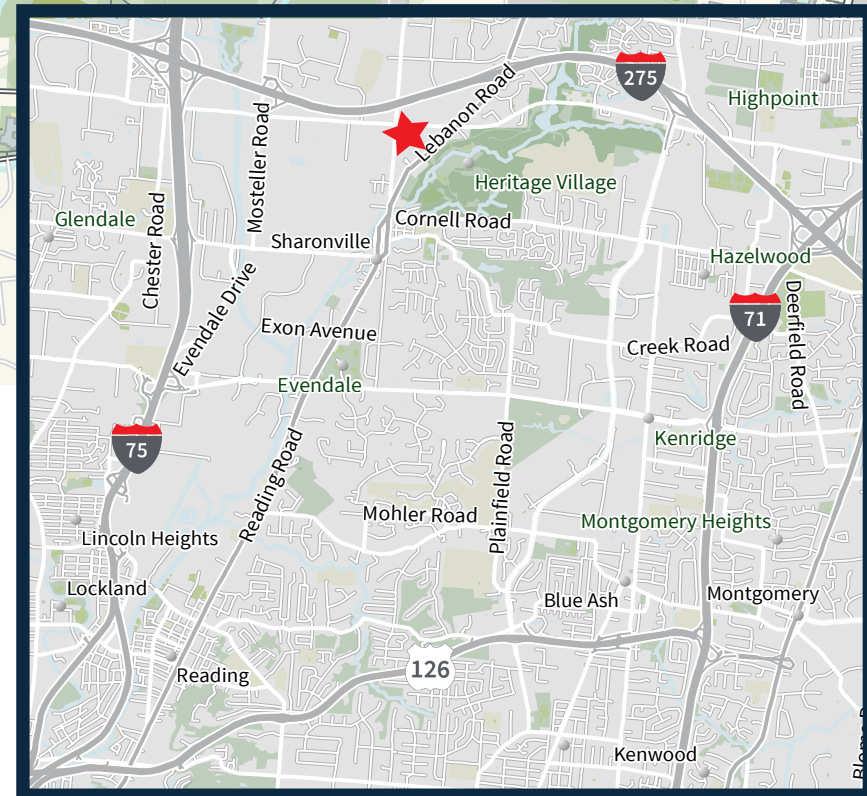 275
Highpoint
Lebanon Road
Mosteller Road
Heritage Village
Chester Road
Glendale
Cornell Road
Sharonville
Hazelwood
Evendale Drive
71
Deerfield Road
Exon Avenue
Creek Road
Evendale
75
Kenridge
Reading Road
Plainfield Road
Mohler Road
Montgomery Heights
Lincoln Heights
Lockland
Blue Ash
Montgomery
126
Reading
Kenwood